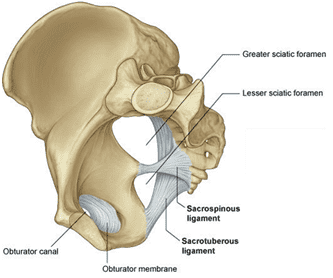 Greater sciatic foramen
Lesser sciatic foramen
Sacrospinous
ligament
Sacrotuberous
ligament
Obturator canal
Obturator membrane